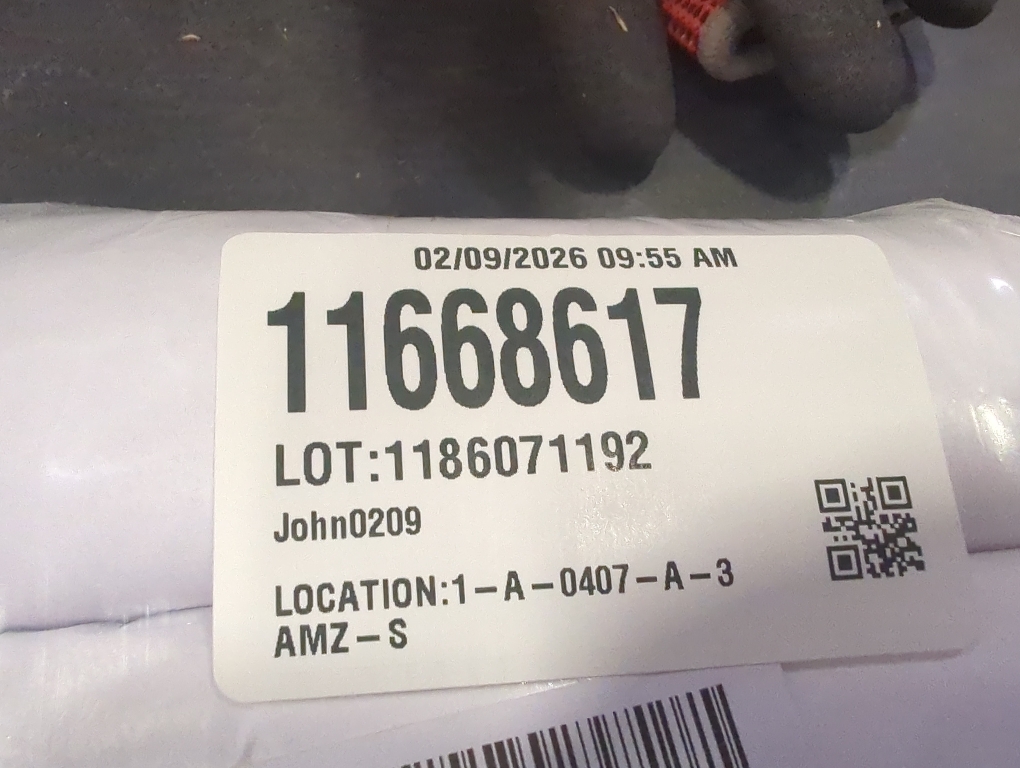 02/09/2026 09:55 AM
11668617
LOT:1186071192
John0209
LOCATION:1-A-0407-A-3
AMZ-S